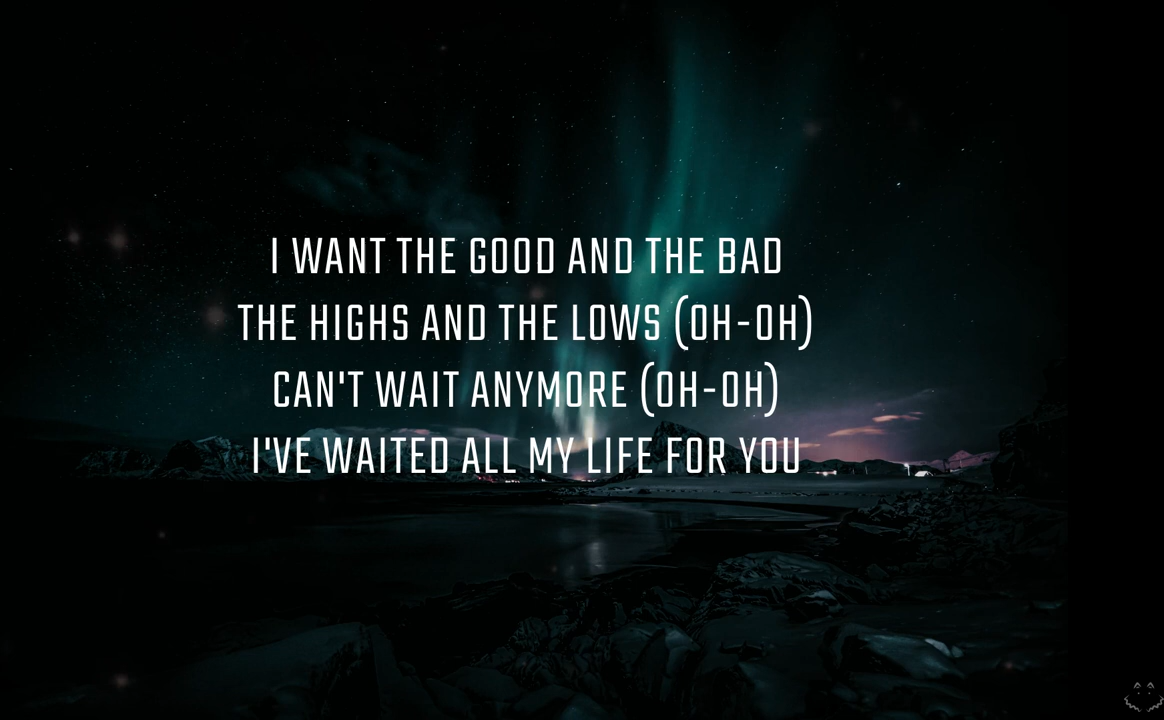 I WANT THE GOOD AND THE BAD
THE HIGHS AND THE LOWS (OH-OH)
CAN'T WAIT ANYMORE (OH-OH)
I'VE WAITED ALL MY LIFE FOR YOU